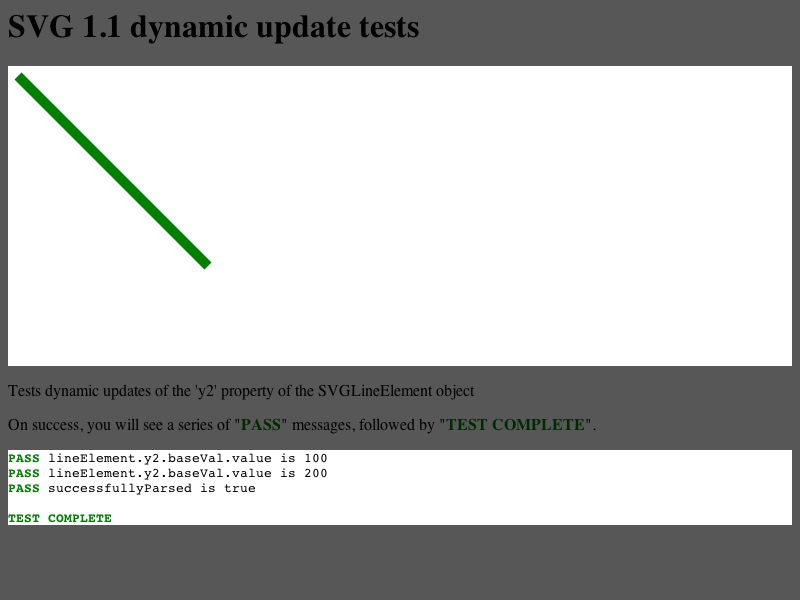 SVG 1.1 dynamic update tests
Tests dynamic updates of the 'y2' property of the SVGLineElement object
On success, you will see a series of "PASS" messages, followed by "TEST COMPLETE".
PASS lineElement.y2.baseVal.value is 100
PASS lineElement.y2.baseVal.value is 200
PASS successfullyParsed is true
TEST COMPLETE